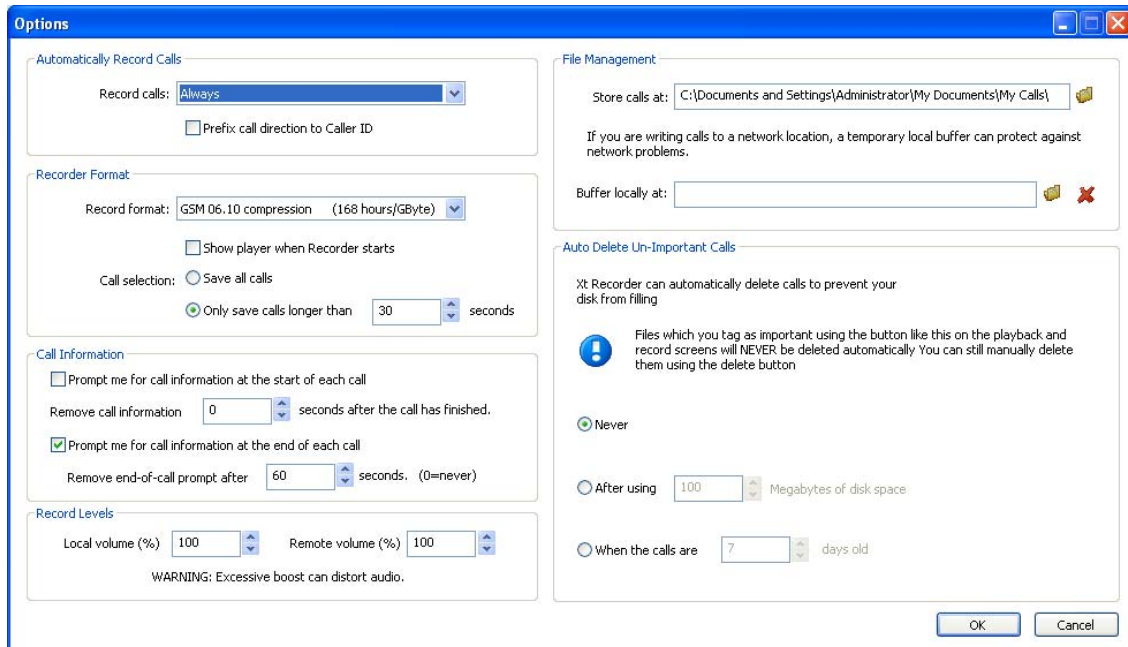 Options
Automatically Record Calls
Record calls: Always
Prefix call direction to Caller ID
Recorder Format
Record format: GSM 06.10 compression (168 hours/GByte)
Show player when Recorder starts
Call selection: Save all calls
Only save calls longer than 30 seconds
Call Information
Prompt me for call information at the start of each call
Remove call information 0 seconds after the call has finished.
Prompt me for call information at the end of each call
Remove end-of-call prompt after 60 seconds. (0=never)
Record Levels
Local volume (%) 100 Remote volume (%) 100
WARNING: Excessive boost can distort audio.
File Management
Store calls at: C:\Documents and Settings\Administrator\My Documents\My Calls\
If you are writing calls to a network location, a temporary local buffer can protect against
network problems.
Buffer locally at:
Auto Delete Un-Important Calls
Xt Recorder can automatically delete calls to prevent your
disk from filling
Files which you tag as important using the button like this on the playback and
record screens will NEVER be deleted automatically You can still manually delete
them using the delete button
Never
After using 100 Megabytes of disk space
When the calls are 7 days old
OK Cancel